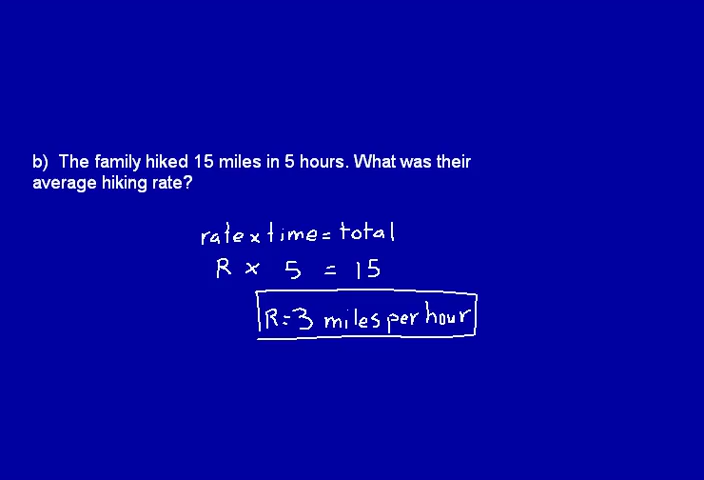 b) The family hiked 15 miles in 5 hours. What was their
average hiking rate?
rate x time = total
R x 5 = 15
R=3 miles per hour